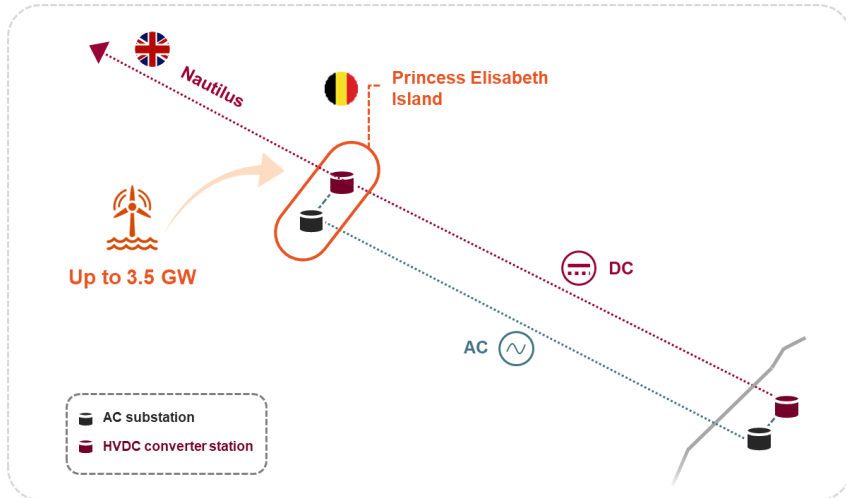 Nautilus
Princess Elisabeth
Island
Up to 3.5 GW
DC
AC
AC substation
HVDC converter station